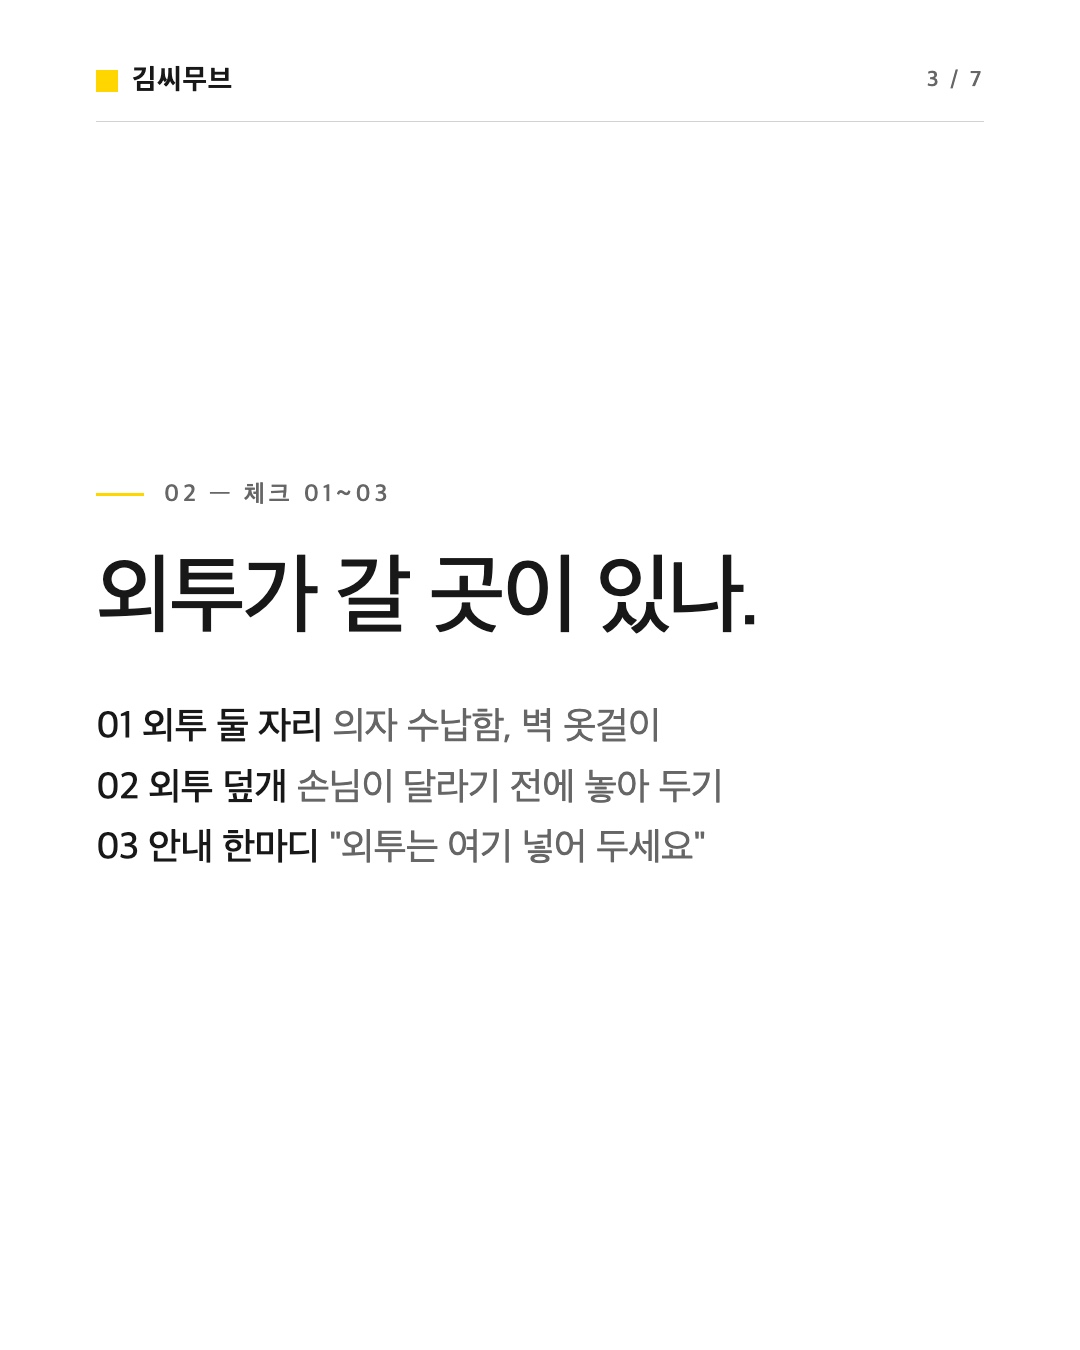 김씨무브
3 / 7
02 — 체크 01~03
외투가 갈 곳이 있나.
01 외투 둘 자리 의자 수납함, 벽 옷걸이
02 외투 덮개 손님이 달라기 전에 놓아 두기
03 안내 한마디 "외투는 여기 넣어 두세요"